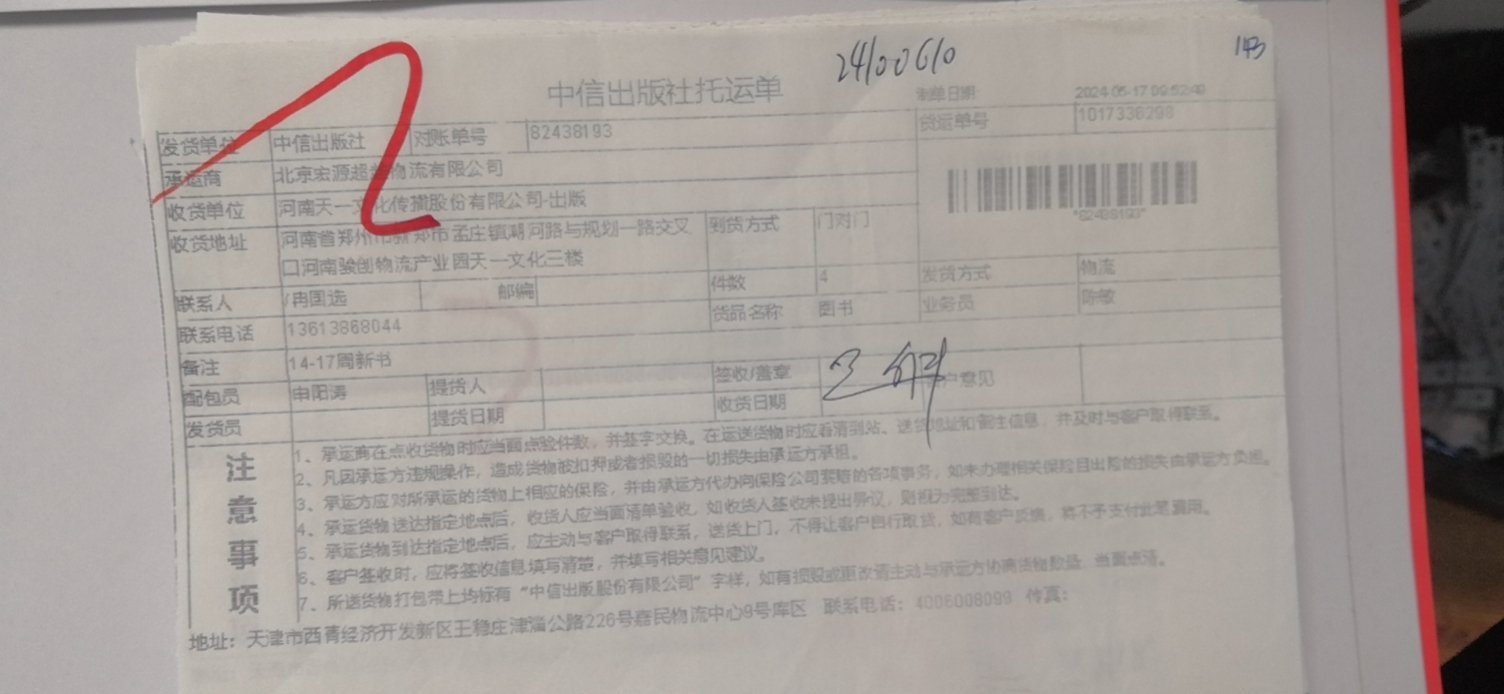 24100610
143
中信出版社托运单
制单日期 2024-05-17 09:52:49
发货单位 中信出版社 对账单号 82438193 货运单号 1017336298
承运商 北京宏源超 物流有限公司
收货单位 河南天一文化传播股份有限公司-出版
"82438193"
收货地址 河南省郑州市新郑市孟庄镇湖河路与规划一路交叉 到货方式 门对门
口河南骏创物流产业园天一文化三楼
件数 4 发货方式 物流
联系人 /冉国选 邮编
货品名称 图书 业务员 陈敏
联系电话 13613868044
备注 14-17周新书
配包员 申阳涛 提货人 签收/盖章 客户意见
发货员 提货日期 收货日期
注意事项
1、承运商在点收货物时应当面点验件数，并签字交换。在运送货物时应看清到站、送货地址和备注信息，并及时与客户取得联系。
2、凡因承运方违规操作，造成货物被扣押或者损毁的一切损失由承运方承担。
3、承运方应对所承运的货物上相应的保险，并由承运方代办向保险公司索赔的各项事务，如未办理相关保险且出险的损失由承运方负担。
4、承运货物送达指定地点后，收货人应当面清单验收，如收货人签收未提出异议，则视为完整到达。
5、承运货物到达指定地点后，应主动与客户取得联系，送货上门，不得让客户自行取货，如有客户反馈，将不予支付此笔费用。
6、客户签收时，应将签收信息填写清楚，并填写相关意见建议。
7、所送货物打包带上均标有“中信出版股份有限公司”字样，如有损毁或更改请主动与承运方协商货物数量，当面点清。
地址：天津市西青经济开发新区王稳庄津淄公路226号嘉民物流中心9号库区 联系电话：4006008099 传真：